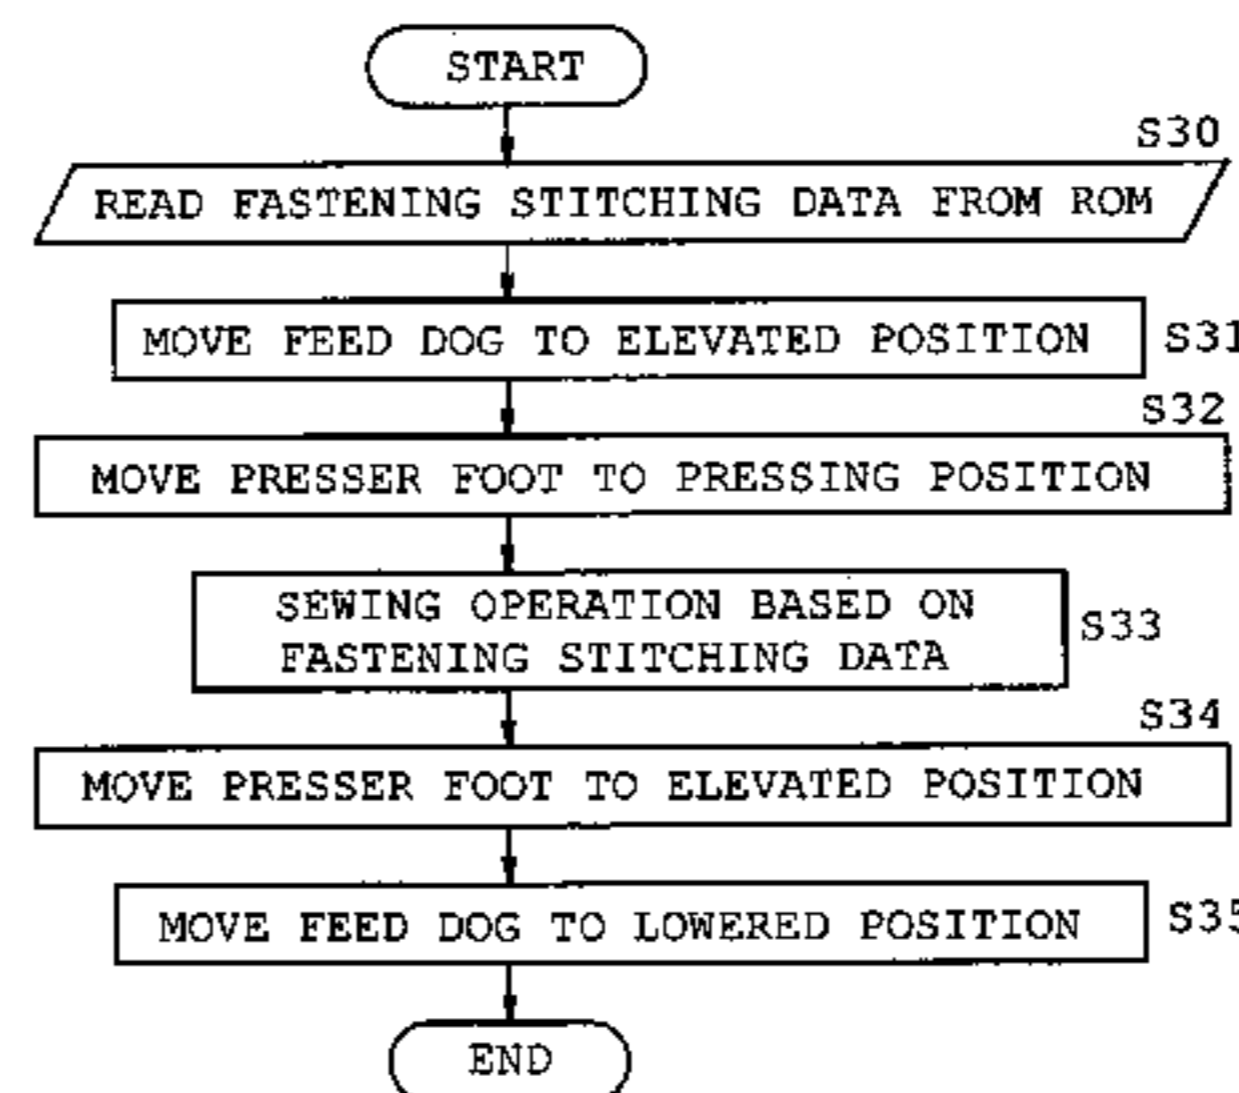 START
S30
READ FASTENING STITCHING DATA FROM ROM
MOVE FEED DOG TO ELEVATED POSITION S31
S32
MOVE PRESSER FOOT TO PRESSING POSITION
SEWING OPERATION BASED ON
FASTENING STITCHING DATA
S33
S34
MOVE PRESSER FOOT TO ELEVATED POSITION
MOVE FEED DOG TO LOWERED POSITION S35
END